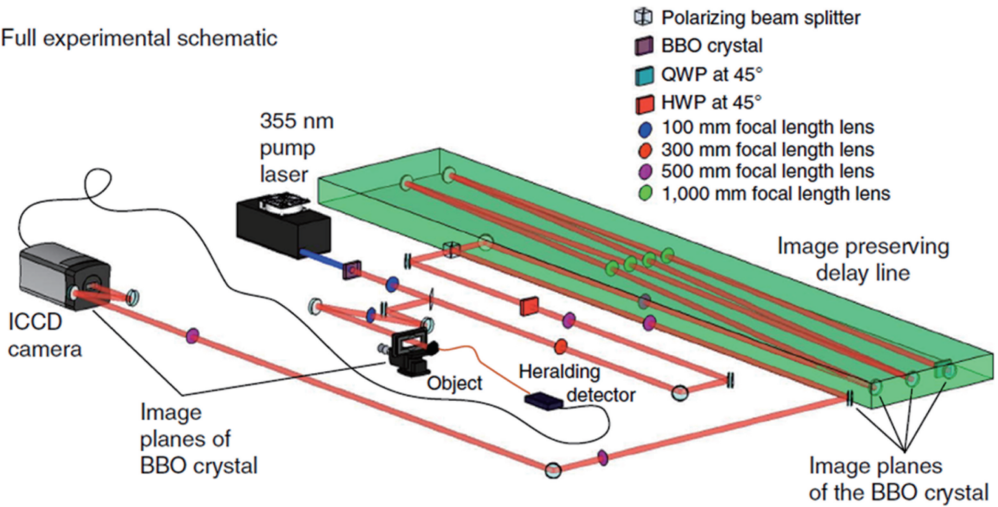 Full experimental schematic
Polarizing beam splitter
BBO crystal
QWP at 45°
HWP at 45°
100 mm focal length lens
300 mm focal length lens
500 mm focal length lens
1,000 mm focal length lens
355 nm
pump
laser
Image preserving
delay line
ICCD
camera
Object
Heralding
detector
Image
planes of
BBO crystal
Image planes
of the BBO crystal